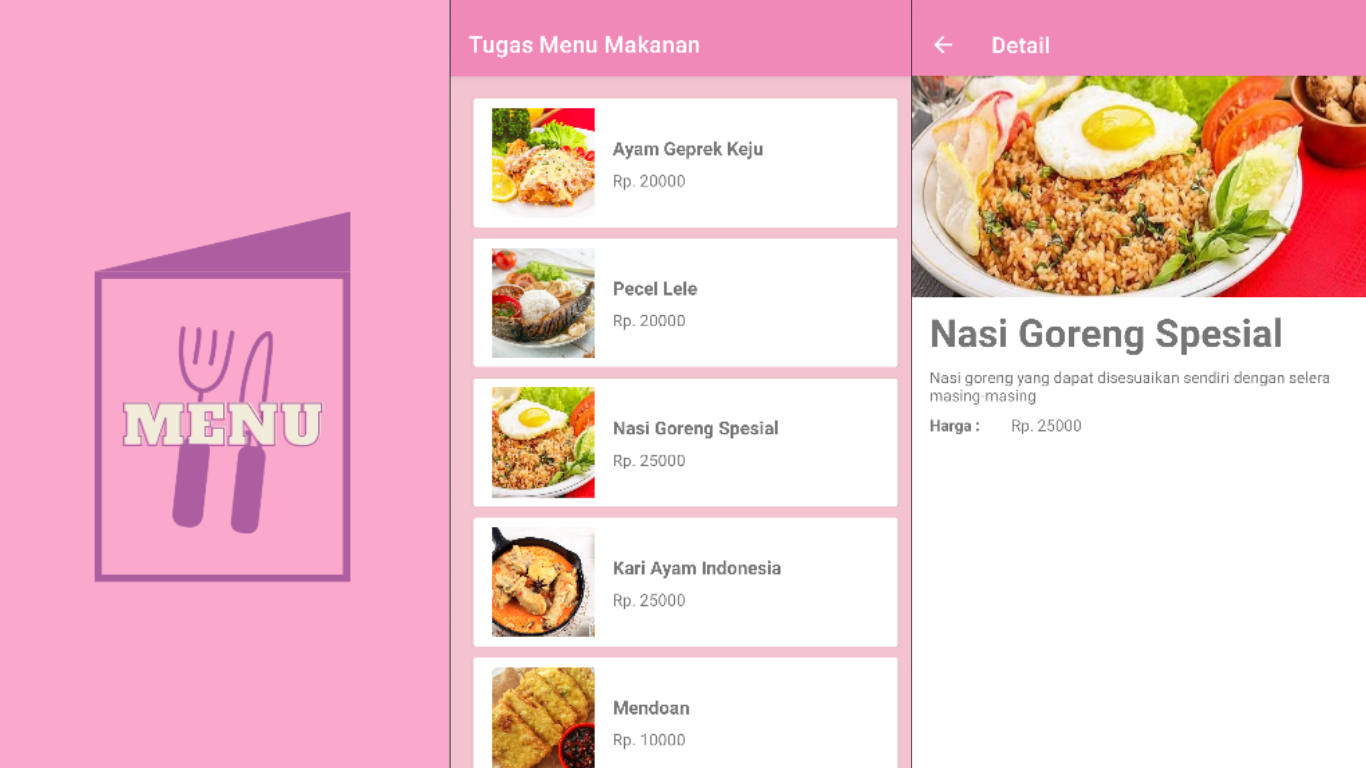 MENU
Tugas Menu Makanan
Ayam Geprek Keju
Rp. 20000
Pecel Lele
Rp. 20000
Nasi Goreng Spesial
Rp. 25000
Kari Ayam Indonesia
Rp. 25000
Mendoan
Rp. 10000
Detail
Nasi Goreng Spesial
Nasi goreng yang dapat disesuaikan sendiri dengan selera
masing-masing
Harga : Rp. 25000